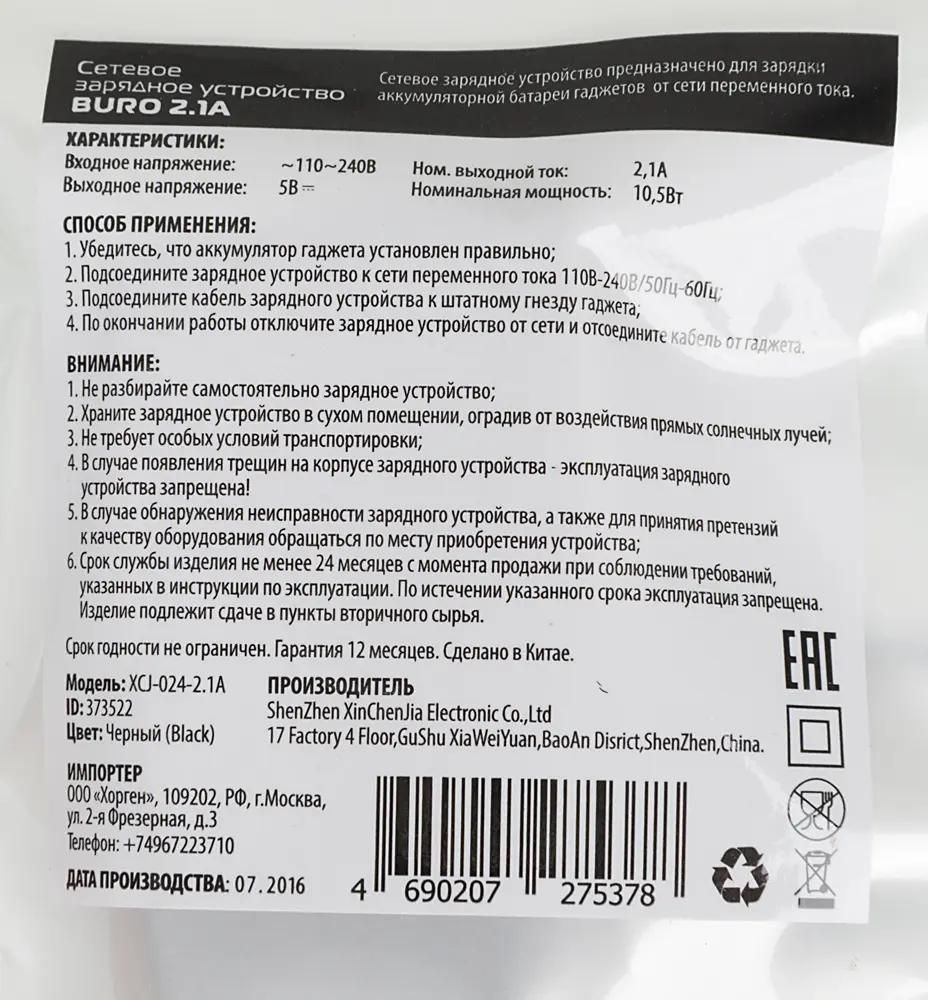 Сетевое
зарядное устройство
BURO 2.1A
Сетевое зарядное устройство предназначено для зарядки
аккумуляторной батареи гаджетов от сети переменного тока.
ХАРАКТЕРИСТИКИ:
Входное напряжение: ~110~240В Ном. выходной ток: 2,1А
Выходное напряжение: 5В⎓ Номинальная мощность: 10,5Вт
СПОСОБ ПРИМЕНЕНИЯ:
1. Убедитесь, что аккумулятор гаджета установлен правильно;
2. Подсоедините зарядное устройство к сети переменного тока 110В-240В/50Гц-60Гц;
3. Подсоедините кабель зарядного устройства к штатному гнезду гаджета;
4. По окончании работы отключите зарядное устройство от сети и отсоедините кабель от гаджета.
ВНИМАНИЕ:
1. Не разбирайте самостоятельно зарядное устройство;
2. Храните зарядное устройство в сухом помещении, оградив от воздействия прямых солнечных лучей;
3. Не требует особых условий транспортировки;
4. В случае появления трещин на корпусе зарядного устройства - эксплуатация зарядного
устройства запрещена!
5. В случае обнаружения неисправности зарядного устройства, а также для принятия претензий
к качеству оборудования обращаться по месту приобретения устройства;
6. Срок службы изделия не менее 24 месяцев с момента продажи при соблюдении требований,
указанных в инструкции по эксплуатации. По истечении указанного срока эксплуатация запрещена.
Изделие подлежит сдаче в пункты вторичного сырья.
Срок годности не ограничен. Гарантия 12 месяцев. Сделано в Китае.
EAC
Модель: XCJ-024-2.1A
ID: 373522
Цвет: Черный (Black)
ПРОИЗВОДИТЕЛЬ
ShenZhen XinChenJia Electronic Co.,Ltd
17 Factory 4 Floor,GuShu XiaWeiYuan,BaoAn Disrict,ShenZhen,China.
ИМПОРТЕР
ООО «Хорген», 109202, РФ, г.Москва,
ул. 2-я Фрезерная, д.3
Телефон: +74967223710
ДАТА ПРОИЗВОДСТВА: 07.2016
4 690207 275378